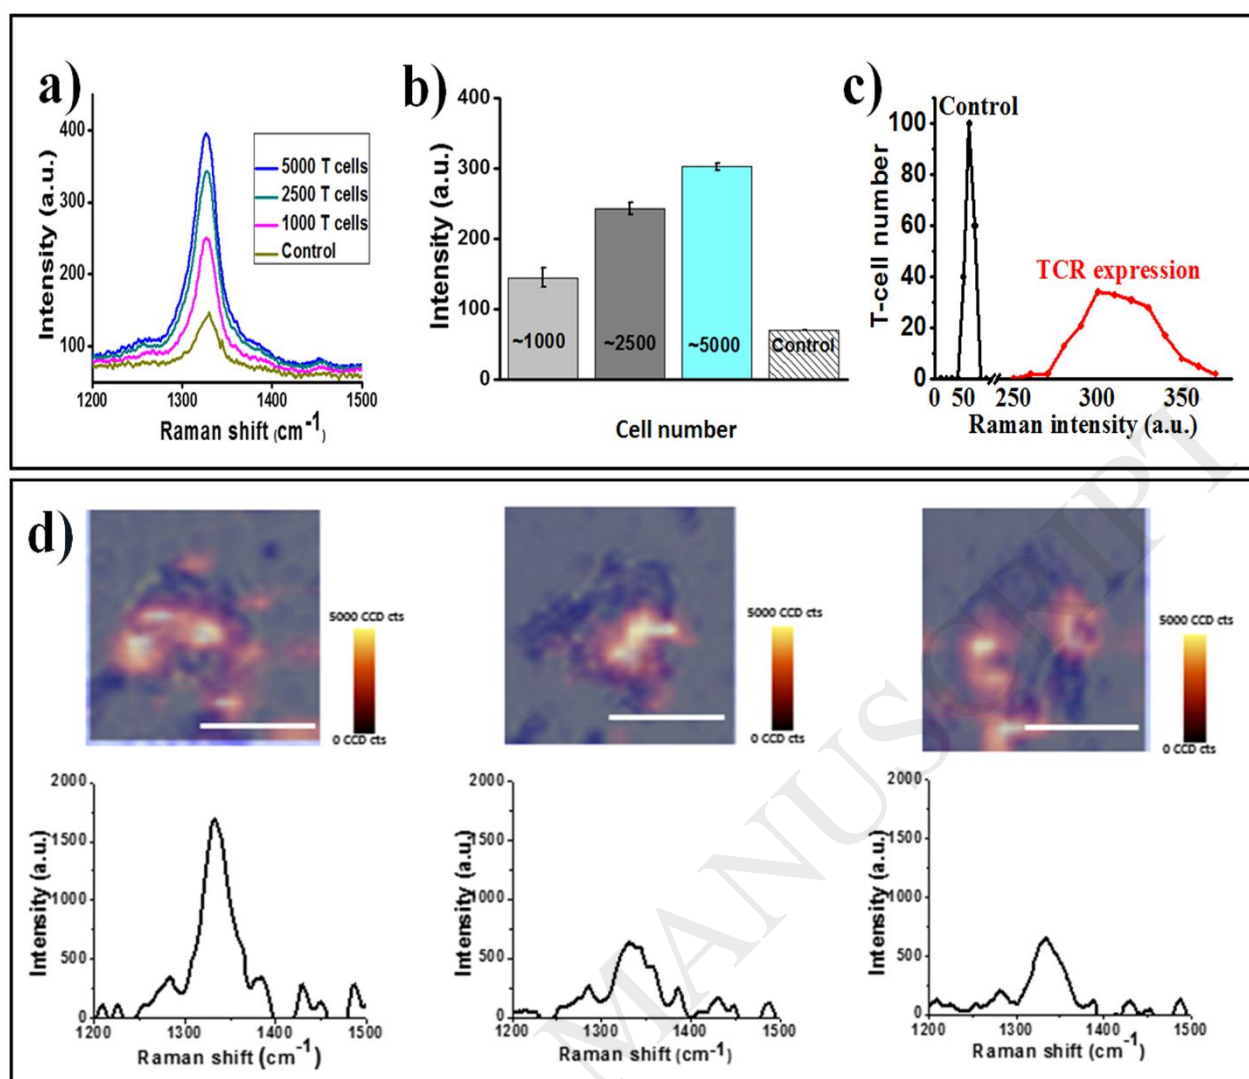 a)
400
300
200
100
Intensity (a.u.)
5000 T cells
2500 T cells
1000 T cells
Control
1200 1300 1400 1500
Raman shift (cm-1)
b)
400
300
200
100
0
Intensity (a.u.)
~1000 ~2500 ~5000 Control
Cell number
c)
Control
100
80
60
40
20
0
T-cell number
TCR expression
0 50 250 300 350
Raman intensity (a.u.)
d)
5000 CCD cts
0 CCD cts
5000 CCD cts
0 CCD cts
5000 CCD cts
0 CCD cts
2000
1500
1000
500
0
Intensity (a.u.)
1200 1300 1400 1500
Raman shift (cm-1)
2000
1500
1000
500
0
Intensity (a.u.)
1200 1300 1400 1500
Raman shift (cm-1)
2000
1500
1000
500
0
Intensity (a.u.)
1200 1300 1400 1500
Raman shift (cm-1)
MANUSCRIPT